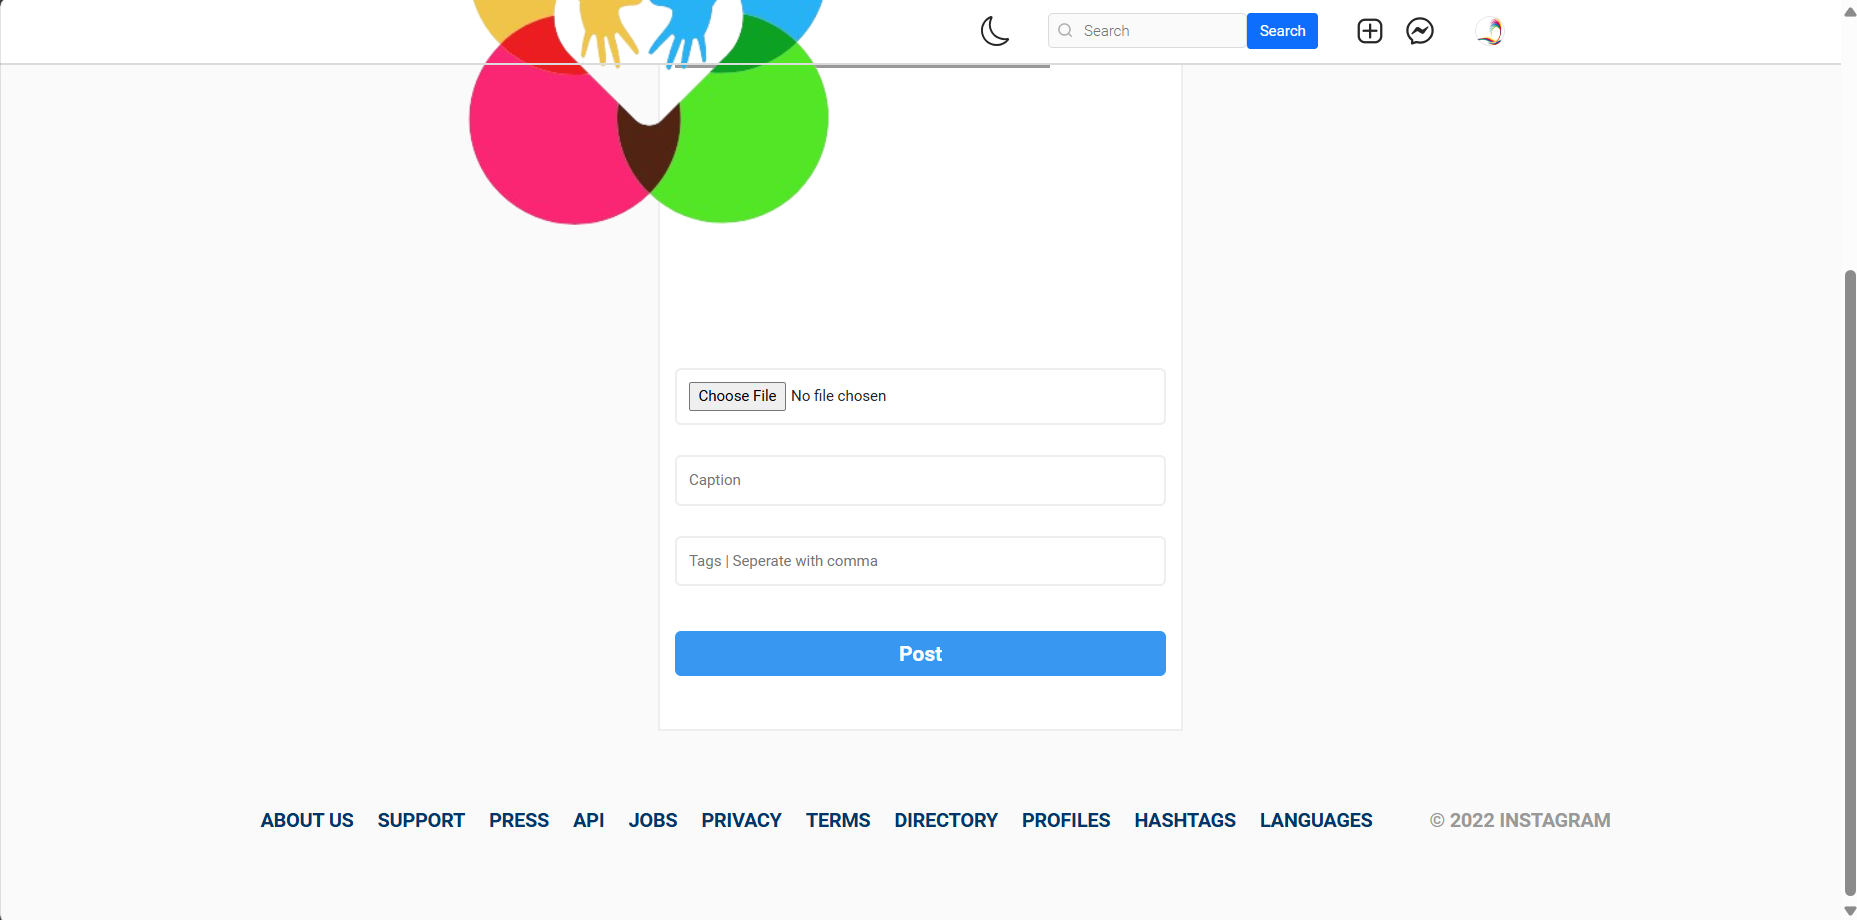 Search Search
Choose File No file chosen
Caption
Tags | Seperate with comma
Post
ABOUT US SUPPORT PRESS API JOBS PRIVACY TERMS DIRECTORY PROFILES HASHTAGS LANGUAGES © 2022 INSTAGRAM